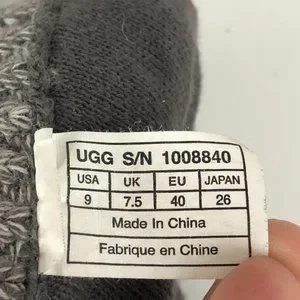 UGG S/N 1008840
USA UK EU JAPAN
9 7.5 40 26
Made In China
Fabrique en Chine